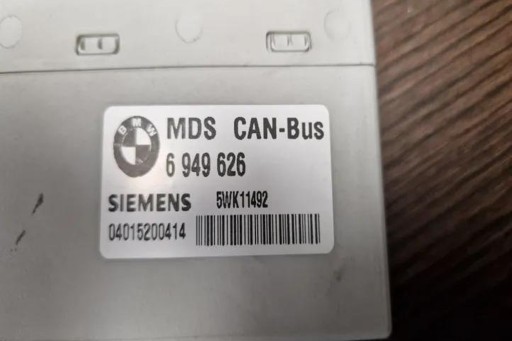 BMW
MDS CAN-Bus
6 949 626
SIEMENS 5WK11492
04015200414